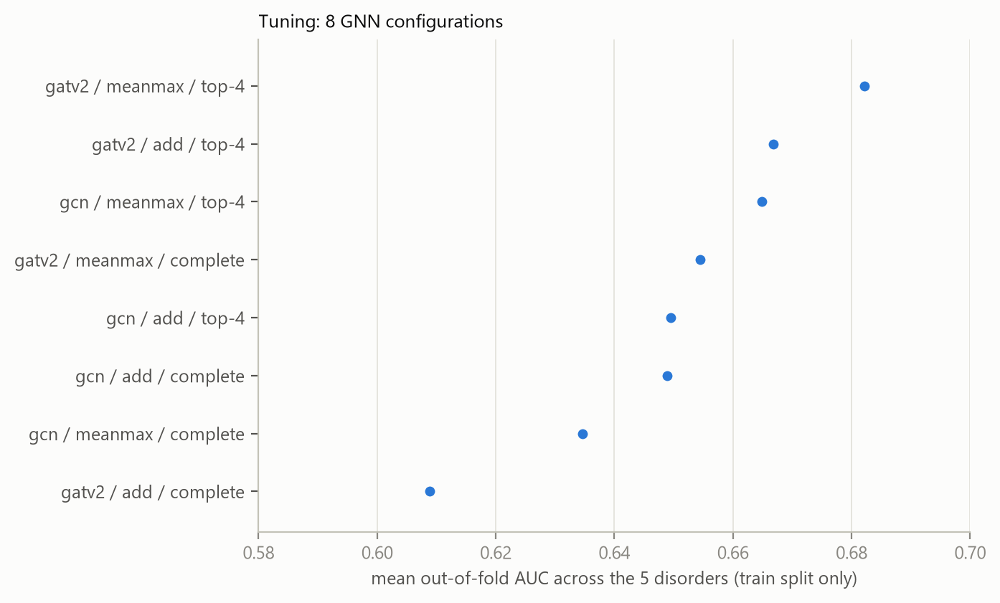 Tuning: 8 GNN configurations
gatv2 / meanmax / top-4
gatv2 / add / top-4
gcn / meanmax / top-4
gatv2 / meanmax / complete
gcn / add / top-4
gcn / add / complete
gcn / meanmax / complete
gatv2 / add / complete
0.58 0.60 0.62 0.64 0.66 0.68 0.70
mean out-of-fold AUC across the 5 disorders (train split only)